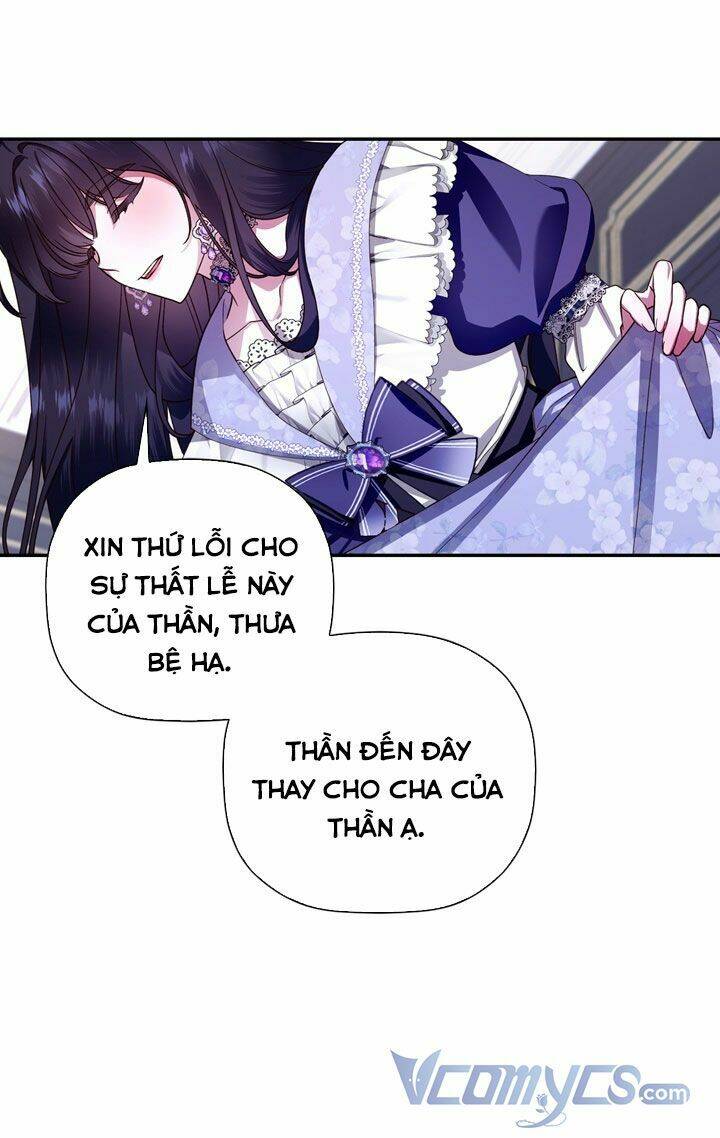 XIN THỨ LỖI CHO
SỰ THẤT LỄ NÀY
CỦA THẦN, THƯA
BỆ HẠ.
THẦN ĐẾN ĐÂY
THAY CHO CHA CỦA
THẦN Ạ.
VCOMYCS.com